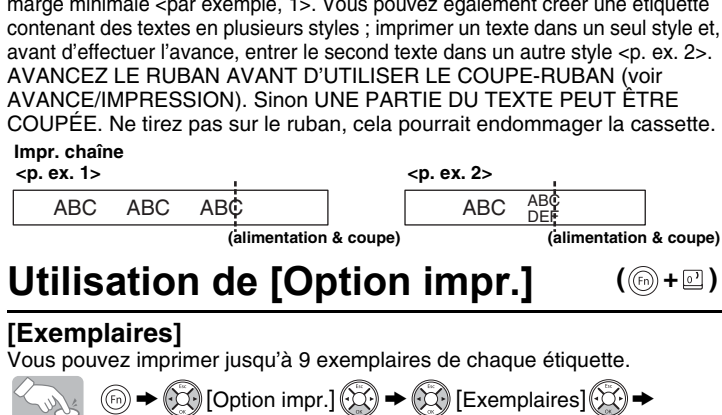 marge minimale <par exemple, 1>. Vous pouvez également créer une étiquette
contenant des textes en plusieurs styles ; imprimer un texte dans un seul style et,
avant d’effectuer l’avance, entrer le second texte dans un autre style <p. ex. 2>.
AVANCEZ LE RUBAN AVANT D’UTILISER LE COUPE-RUBAN (voir
AVANCE/IMPRESSION). Sinon UNE PARTIE DU TEXTE PEUT ÊTRE
COUPÉE. Ne tirez pas sur le ruban, cela pourrait endommager la cassette.
Impr. chaîne
<p. ex. 1> <p. ex. 2>
ABC ABC ABC ABC ABC
DEF
(alimentation & coupe) (alimentation & coupe)
Utilisation de [Option impr.] (Fn + 0)
[Exemplaires]
Vous pouvez imprimer jusqu’à 9 exemplaires de chaque étiquette.
Fn ➔ [Option impr.] ➔ [Exemplaires] ➔